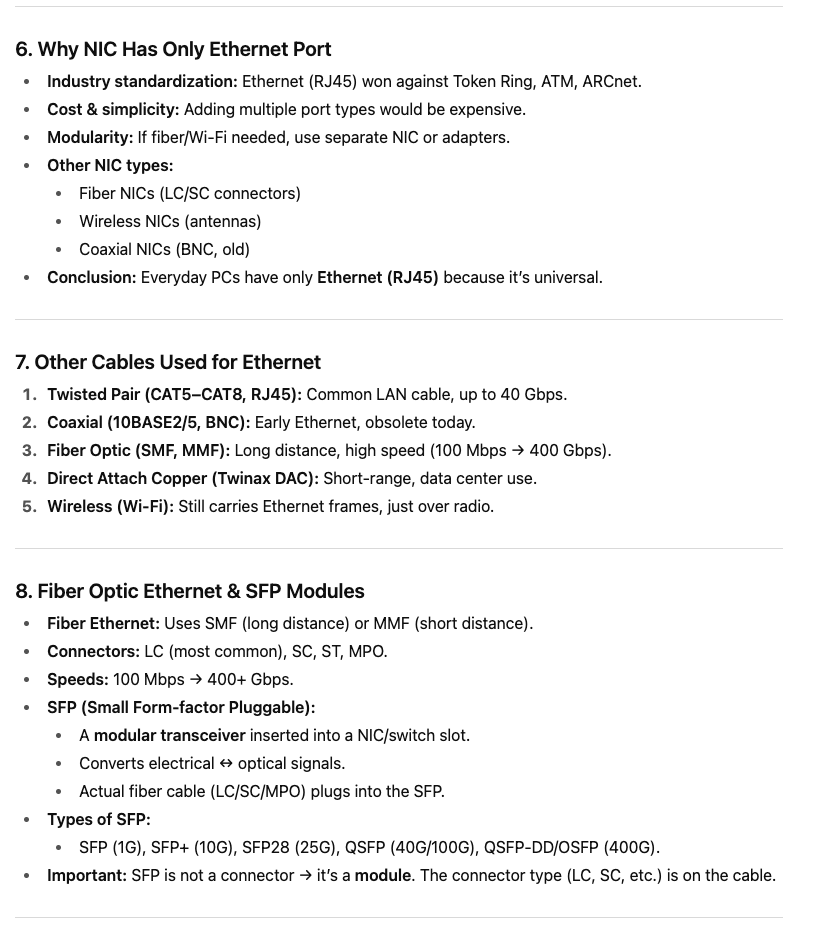 6. Why NIC Has Only Ethernet Port
• Industry standardization: Ethernet (RJ45) won against Token Ring, ATM, ARCnet.
• Cost & simplicity: Adding multiple port types would be expensive.
• Modularity: If fiber/Wi-Fi needed, use separate NIC or adapters.
• Other NIC types:
• Fiber NICs (LC/SC connectors)
• Wireless NICs (antennas)
• Coaxial NICs (BNC, old)
• Conclusion: Everyday PCs have only Ethernet (RJ45) because it’s universal.
7. Other Cables Used for Ethernet
1. Twisted Pair (CAT5–CAT8, RJ45): Common LAN cable, up to 40 Gbps.
2. Coaxial (10BASE2/5, BNC): Early Ethernet, obsolete today.
3. Fiber Optic (SMF, MMF): Long distance, high speed (100 Mbps → 400 Gbps).
4. Direct Attach Copper (Twinax DAC): Short-range, data center use.
5. Wireless (Wi-Fi): Still carries Ethernet frames, just over radio.
8. Fiber Optic Ethernet & SFP Modules
• Fiber Ethernet: Uses SMF (long distance) or MMF (short distance).
• Connectors: LC (most common), SC, ST, MPO.
• Speeds: 100 Mbps → 400+ Gbps.
• SFP (Small Form-factor Pluggable):
• A modular transceiver inserted into a NIC/switch slot.
• Converts electrical ↔ optical signals.
• Actual fiber cable (LC/SC/MPO) plugs into the SFP.
• Types of SFP:
• SFP (1G), SFP+ (10G), SFP28 (25G), QSFP (40G/100G), QSFP-DD/OSFP (400G).
• Important: SFP is not a connector → it’s a module. The connector type (LC, SC, etc.) is on the cable.